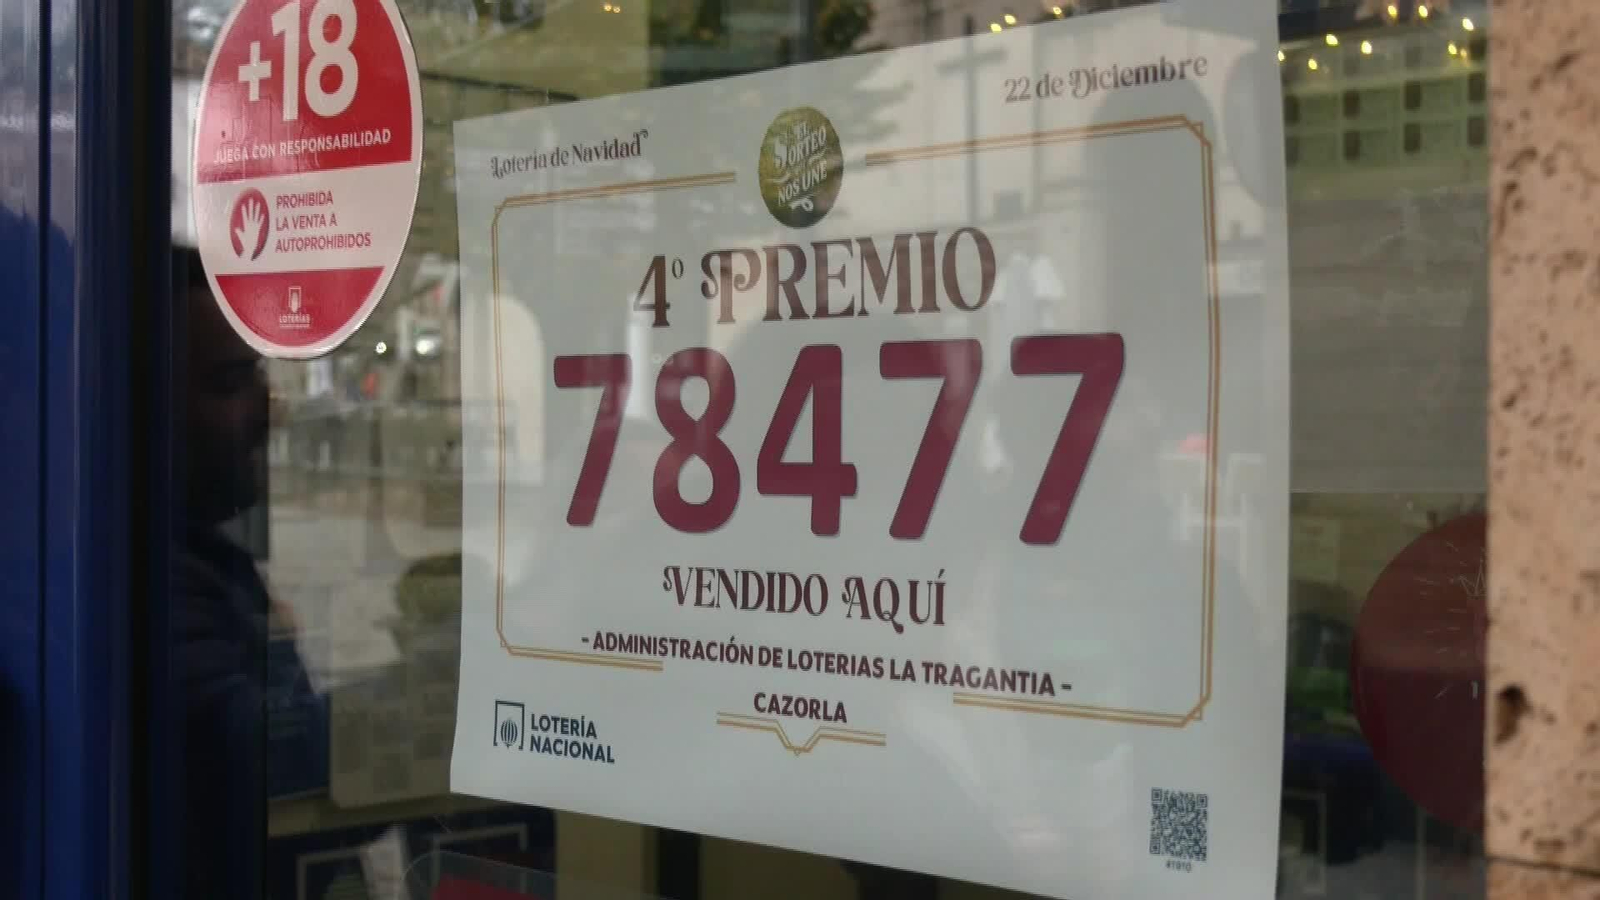 +18
JUEGA CON RESPONSABILIDAD
PROHIBIDA
LA VENTA A
AUTOPROHIBIDOS
LOTERÍAS
Lotería de Navidad
EL
SORTEO
NOS UNE
22 de Diciembre
4º PREMIO
78477
VENDIDO AQUÍ
- ADMINISTRACIÓN DE LOTERIAS LA TRAGANTIA -
CAZORLA
LOTERÍA
NACIONAL